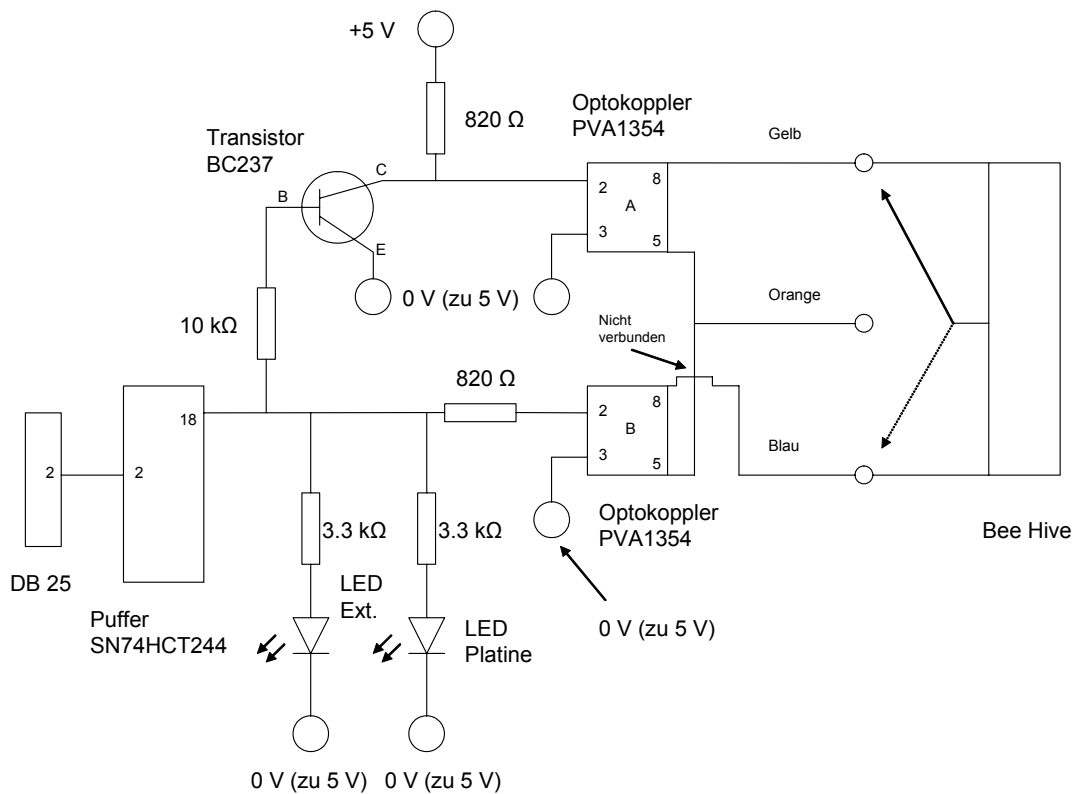 +5 V
820 Ω
Optokoppler
PVA1354
Gelb
Transistor
BC237
C
B
E
2
8
A
3
5
0 V (zu 5 V)
Orange
10 kΩ
Nicht
verbunden
820 Ω
18
2
8
B
3
5
Blau
2
2
3.3 kΩ
3.3 kΩ
Optokoppler
PVA1354
Bee Hive
DB 25
LED
Ext.
Puffer
SN74HCT244
LED
Platine
0 V (zu 5 V)
0 V (zu 5 V)
0 V (zu 5 V)